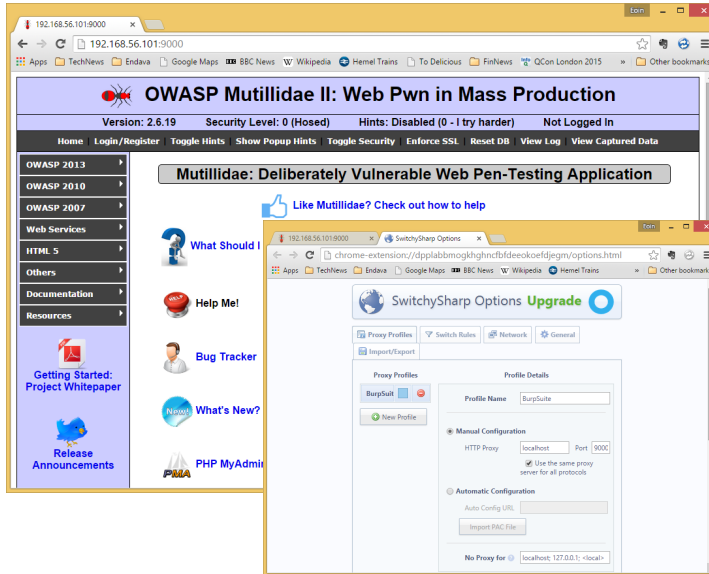 Eoin
192.168.56.101:9000
192.168.56.101:9000
Apps TechNews Endava Google Maps BBC News Wikipedia Hemel Trains To Delicious FinNews QCon London 2015 » Other bookmarks
OWASP Mutillidae II: Web Pwn in Mass Production
Version: 2.6.19 Security Level: 0 (Hosed) Hints: Disabled (0 - I try harder) Not Logged In
Home | Login/Register | Toggle Hints | Show Popup Hints | Toggle Security | Enforce SSL | Reset DB | View Log | View Captured Data
OWASP 2013
OWASP 2010
OWASP 2007
Web Services
HTML 5
Others
Documentation
Resources
Getting Started:
Project Whitepaper
Release
Announcements
Mutillidae: Deliberately Vulnerable Web Pen-Testing Application
Like Mutillidae? Check out how to help
What Should I
HELP
Help Me!
Bug Tracker
Now!
What's New?
PMA
PHP MyAdmin
Eoin
192.168.56.101:9000 SwitchySharp Options
chrome-extension://dpplabbmogkhghncfbfdeeokoefdjegm/options.html
Apps TechNews Endava Google Maps BBC News Wikipedia Hemel Trains » Other bookmark
SwitchySharp Options Upgrade
Proxy Profiles Switch Rules Network General
Import/Export
Proxy Profiles
BurpSuit
New Profile
Profile Details
Profile Name BurpSuite
Manual Configuration
HTTP Proxy localhost Port 900
Use the same proxy
server for all protocols
Automatic Configuration
Auto Config URL
Import PAC File
No Proxy for localhost; 127.0.0.1; <local>